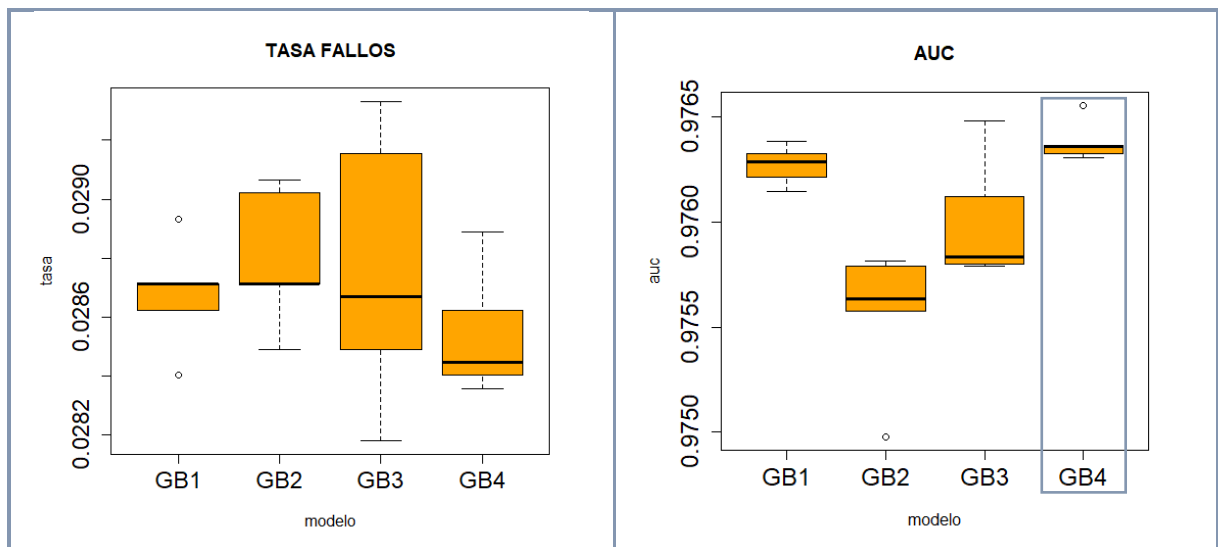 TASA FALLOS
tasa
0.0290
0.0286
0.0282
GB1 GB2 GB3 GB4
modelo
AUC
auc
0.9765
0.9760
0.9755
0.9750
GB1 GB2 GB3 GB4
modelo